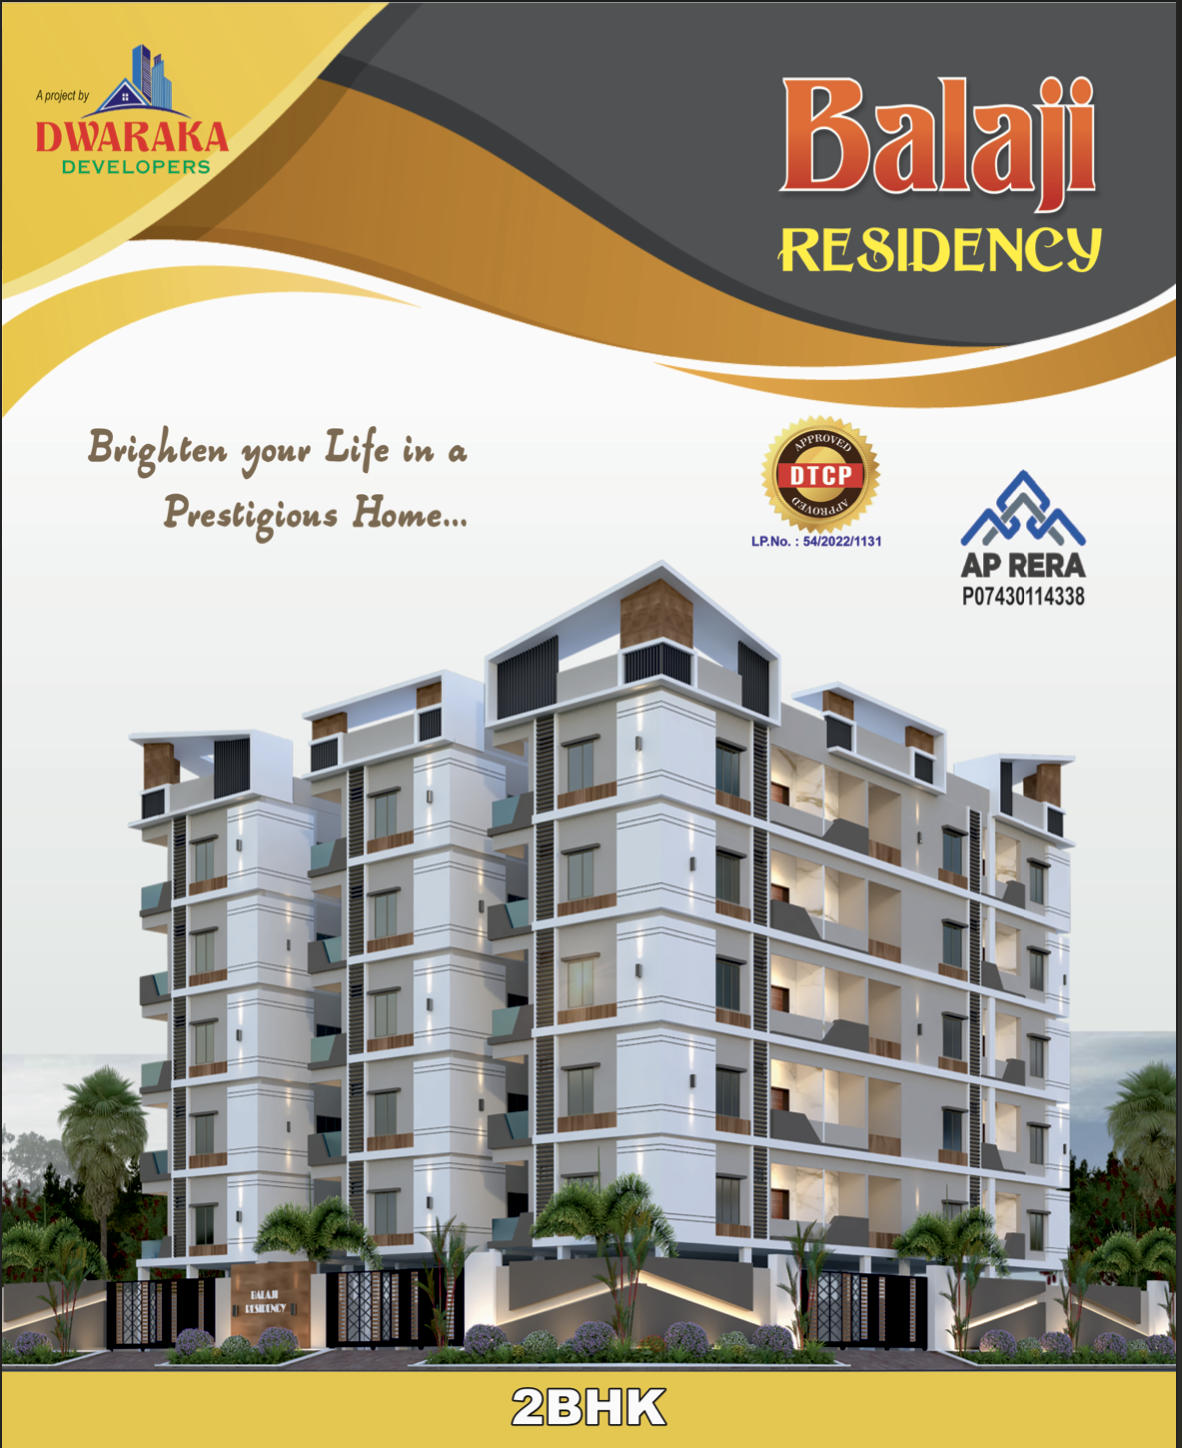 A project by
DWARAKA
DEVELOPERS
Balaji
RESIDENCY
Brighten your Life in a
Prestigious Home...
APPROVED
DTCP
APPROVED
LP.No. : 54/2022/1131
AP RERA
P07430114338
BALAJI
RESIDENCY
2BHK